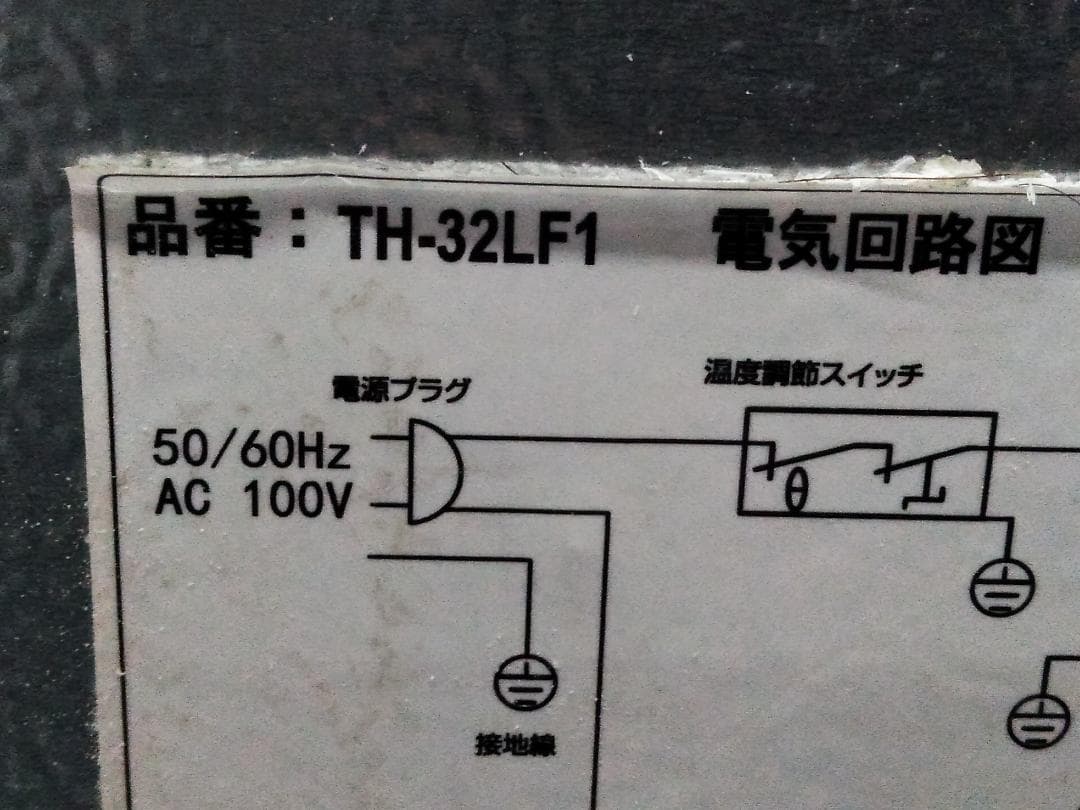 品番：TH-32LF1　電気回路図
電源プラグ
温度調節スイッチ
50/60Hz
AC 100V
θ
接地線